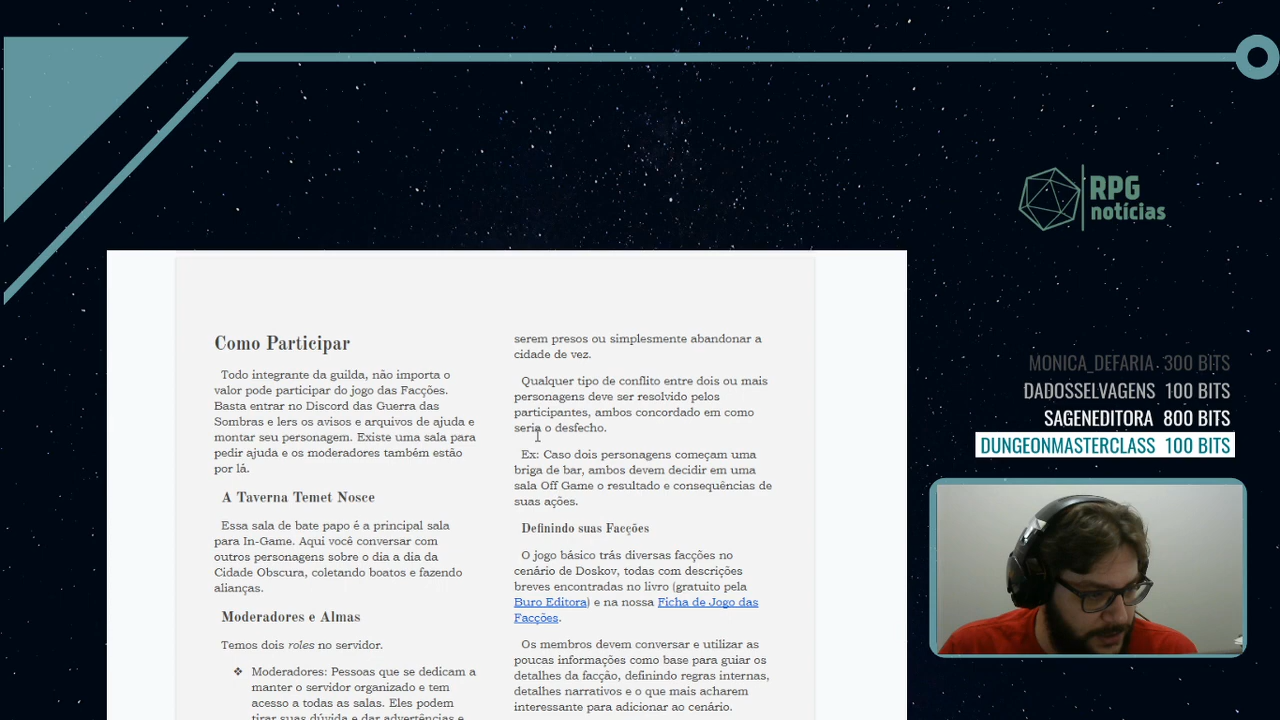 RPG
notícias
Como Participar
Todo integrante da guilda, não importa o
valor pode participar do jogo das Facções.
Basta entrar no Discord das Guerra das
Sombras e lers os avisos e arquivos de ajuda e
montar seu personagem. Existe uma sala para
pedir ajuda e os moderadores também estão
por lá.
A Taverna Temet Nosce
Essa sala de bate papo é a principal sala
para In-Game. Aqui você conversar com
outros personagens sobre o dia a dia da
Cidade Obscura, coletando boatos e fazendo
alianças.
Moderadores e Almas
Temos dois roles no servidor.
❖ Moderadores: Pessoas que se dedicam a
manter o servidor organizado e tem
acesso a todas as salas. Eles podem
tirar suas dúvida e dar advertências e
serem presos ou simplesmente abandonar a
cidade de vez.
Qualquer tipo de conflito entre dois ou mais
personagens deve ser resolvido pelos
participantes, ambos concordado em como
seria o desfecho.
Ex: Caso dois personagens começam uma
briga de bar, ambos devem decidir em uma
sala Off Game o resultado e consequências de
suas ações.
Definindo suas Facções
O jogo básico trás diversas facções no
cenário de Doskov, todas com descrições
breves encontradas no livro (gratuito pela
Buro Editora) e na nossa Ficha de Jogo das
Facções.
Os membros devem conversar e utilizar as
poucas informações como base para guiar os
detalhes da facção, definindo regras internas,
detalhes narrativos e o que mais acharem
interessante para adicionar ao cenário.
MONICA_DEFARIA 300 BITS
DADOSSELVAGENS 100 BITS
SAGENEDITORA 800 BITS
DUNGEONMASTERCLASS 100 BITS